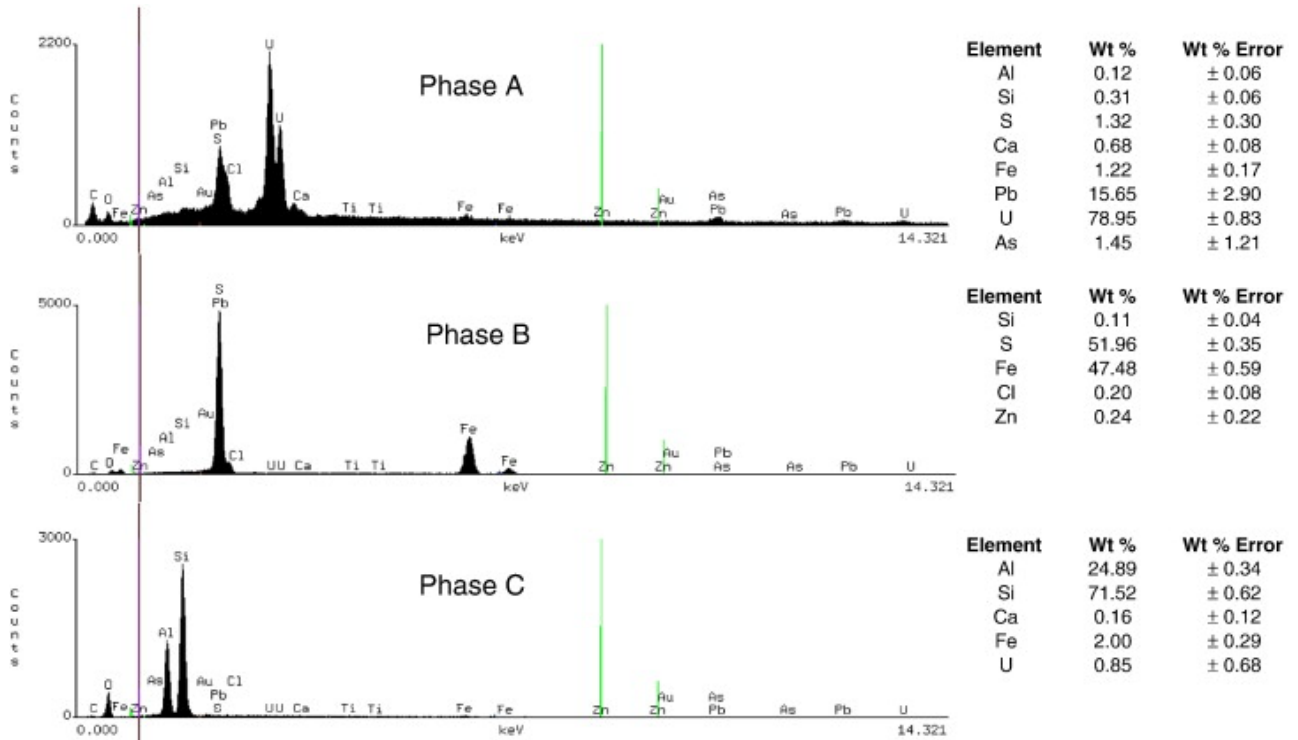 2200
Counts
0
Phase A
U
U
Pb
S
Cl
Si
Al
As
Au
Ca
C
O
Fe
Zn
Ti Ti
Fe
Fe
Zn
Zn
Au
As
Pb
As
Pb
U
0.000
keV
14.321
Element Wt % Wt % Error
Al 0.12 ± 0.06
Si 0.31 ± 0.06
S 1.32 ± 0.30
Ca 0.68 ± 0.08
Fe 1.22 ± 0.17
Pb 15.65 ± 2.90
U 78.95 ± 0.83
As 1.45 ± 1.21
5000
Counts
0
Phase B
S
Pb
Au
Si
Al
As
Fe
C
O
Zn
Cl
UU Ca
Ti Ti
Fe
Fe
Zn
Zn
Au
Pb
As
As
Pb
U
0.000
keV
14.321
Element Wt % Wt % Error
Si 0.11 ± 0.04
S 51.96 ± 0.35
Fe 47.48 ± 0.59
Cl 0.20 ± 0.08
Zn 0.24 ± 0.22
3000
Counts
0
Phase C
Si
Al
O
As
Au Cl
Pb
S
C
Fe
Zn
UU Ca
Ti Ti
Fe
Fe
Zn
Zn
Au
As
Pb
As
Pb
U
0.000
keV
14.321
Element Wt % Wt % Error
Al 24.89 ± 0.34
Si 71.52 ± 0.62
Ca 0.16 ± 0.12
Fe 2.00 ± 0.29
U 0.85 ± 0.68